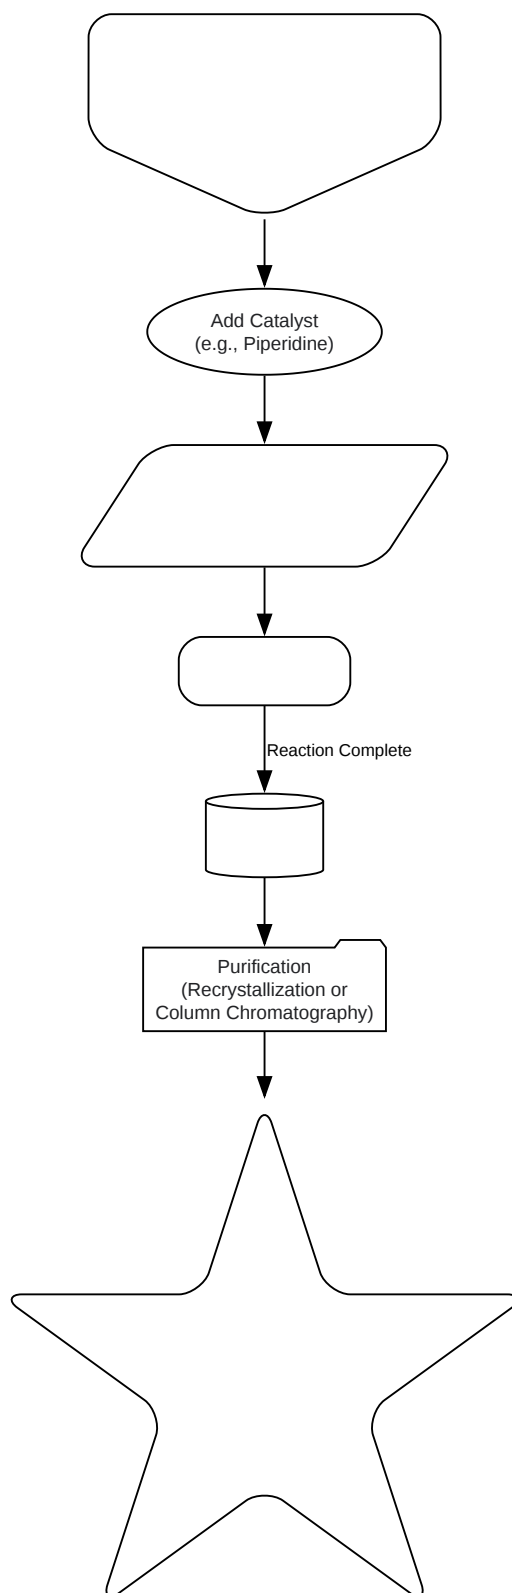 Add Catalyst
(e.g., Piperidine)
Reaction Complete
Purification
(Recrystallization or
Column Chromatography)